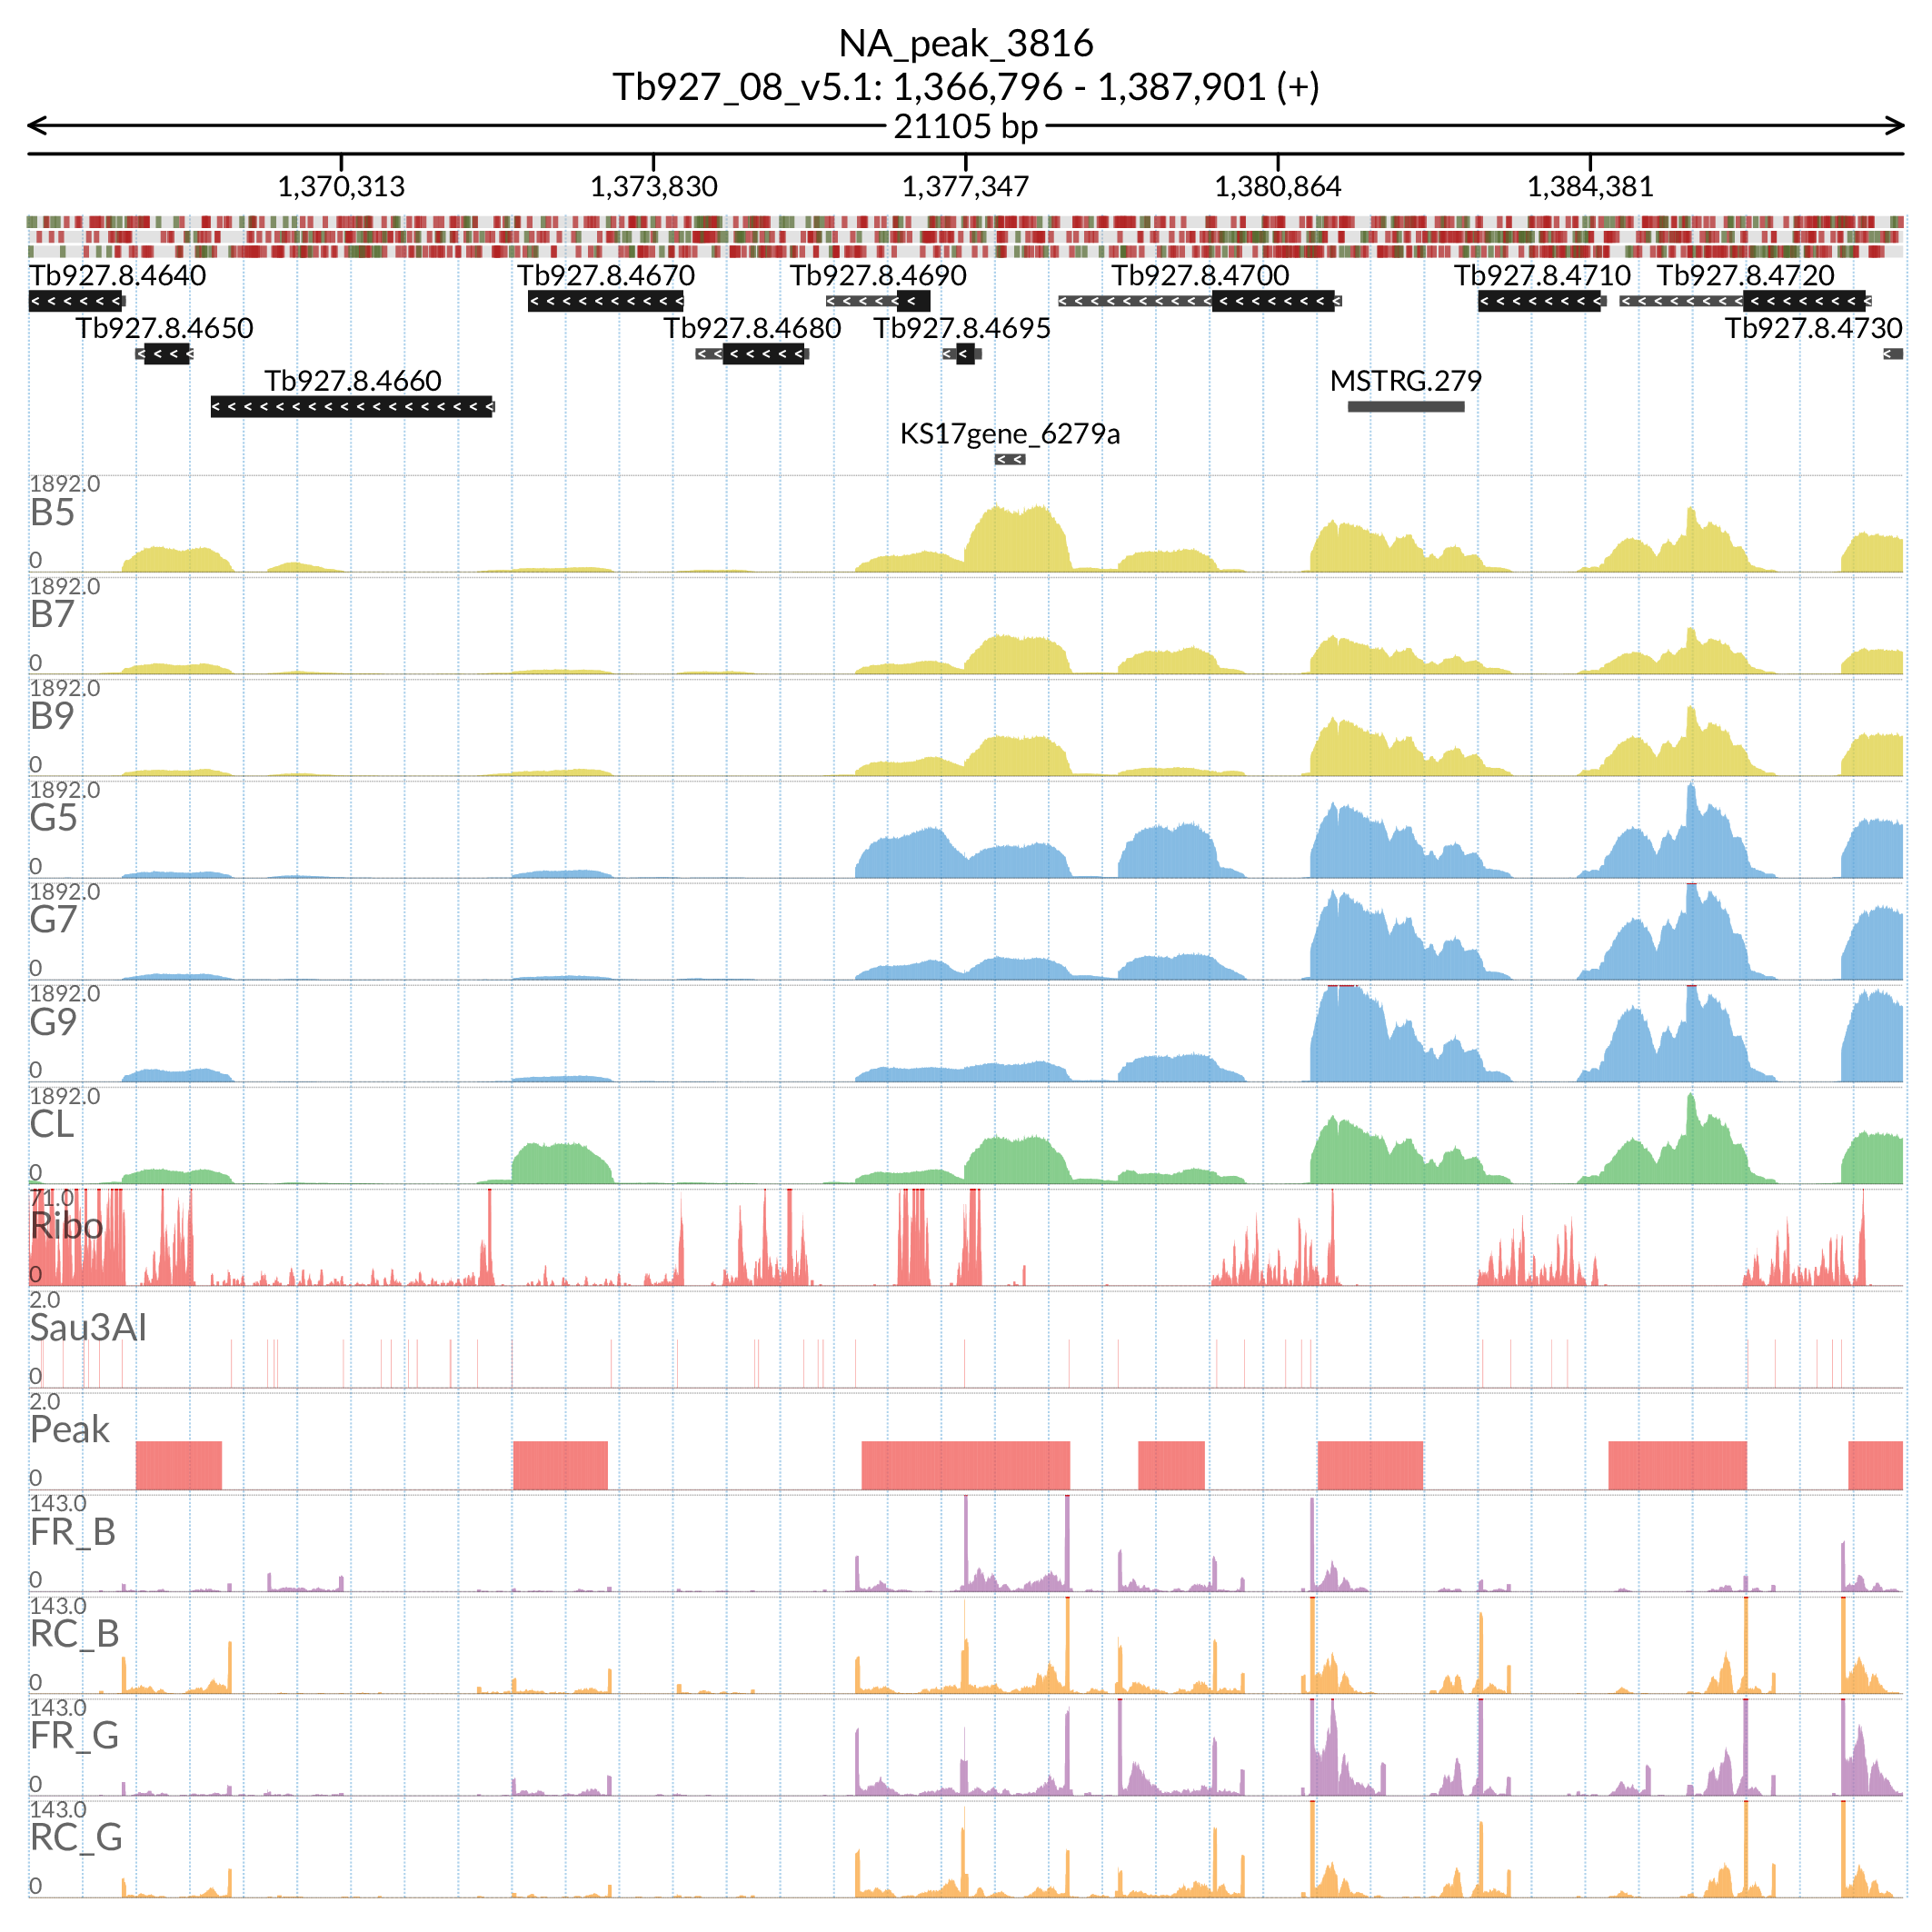 NA_peak_3816
Tb927_08_v5.1: 1,366,796 - 1,387,901 (+)
21105 bp
1,370,313 1,373,830 1,377,347 1,380,864 1,384,381
Tb927.8.4640 Tb927.8.4670 Tb927.8.4690 Tb927.8.4700 Tb927.8.4710 Tb927.8.4720
Tb927.8.4650 Tb927.8.4680 Tb927.8.4695 Tb927.8.4730
Tb927.8.4660 MSTRG.279
KS17gene_6279a
1892.0
B5
0
1892.0
B7
0
1892.0
B9
0
1892.0
G5
0
1892.0
G7
0
1892.0
G9
0
1892.0
CL
0
71.0
Ribo
0
2.0
Sau3AI
0
2.0
Peak
0
143.0
FR_B
0
143.0
RC_B
0
143.0
FR_G
0
143.0
RC_G
0